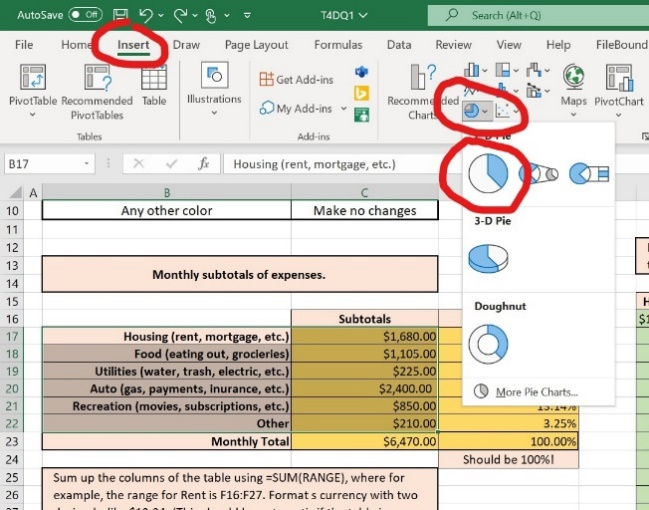 AutoSave Off T4DQ1 Search (Alt+Q)
File Home Insert Draw Page Layout Formulas Data Review View Help FileBound
PivotTable Recommended PivotTables Table Illustrations Get Add-ins My Add-ins Recommended Charts Maps PivotChart
Tables Add-ins
B17 fx Housing (rent, mortgage, etc.)
A B C
10 Any other color Make no changes
11
12
13 Monthly subtotals of expenses.
14
15
16 Subtotals
17 Housing (rent, mortgage, etc.) $1,680.00
18 Food (eating out, grocieries) $1,105.00
19 Utilities (water, trash, electric, etc.) $225.00
20 Auto (gas, payments, inurance, etc.) $2,400.00
21 Recreation (movies, subscriptions, etc.) $850.00 13.14%
22 Other $210.00 3.25%
23 Monthly Total $6,470.00 100.00%
24 Should be 100%!
25 Sum up the columns of the table using =SUM(RANGE), where for
26 example, the range for Rent is F16:F27. Format s currency with two
Pie
3-D Pie
Doughnut
More Pie Charts...